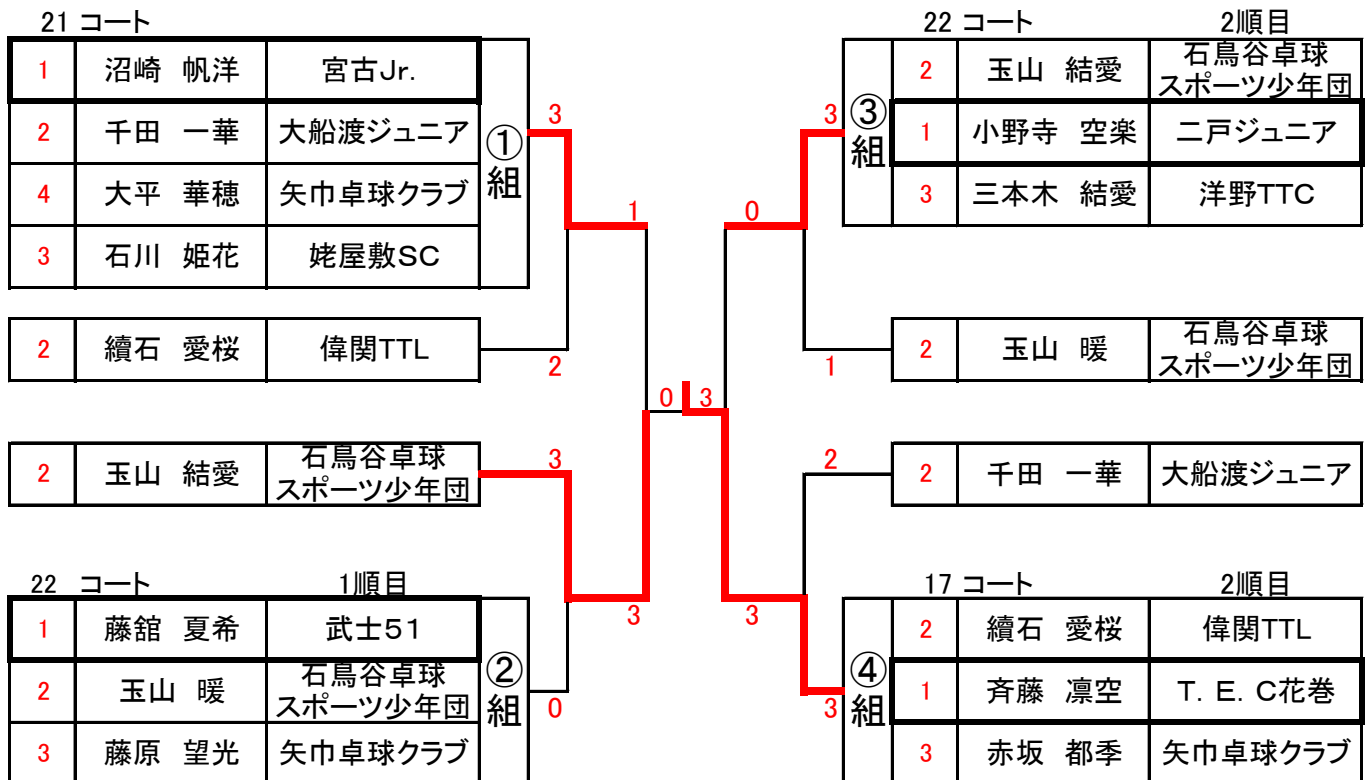 21 コート
1 沼崎 帆洋 宮古Jr.
2 千田 一華 大船渡ジュニア
4 大平 華穂 矢巾卓球クラブ
3 石川 姫花 姥屋敷SC
①組
3
2 續石 愛桜 偉関TTL
2
1
2 玉山 結愛 石鳥谷卓球
スポーツ少年団
3
22 コート 1順目
1 藤舘 夏希 武士51
2 玉山 暖 石鳥谷卓球
スポーツ少年団
3 藤原 望光 矢巾卓球クラブ
②組
0
3
0 3
22 コート 2順目
③組
2 玉山 結愛 石鳥谷卓球
スポーツ少年団
1 小野寺 空楽 二戸ジュニア
3 三本木 結愛 洋野TTC
3
0
2 玉山 暖 石鳥谷卓球
スポーツ少年団
1
2 千田 一華 大船渡ジュニア
2
17 コート 2順目
④組
2 續石 愛桜 偉関TTL
1 斉藤 凛空 T．E．C花巻
3 赤坂 都季 矢巾卓球クラブ
3
3